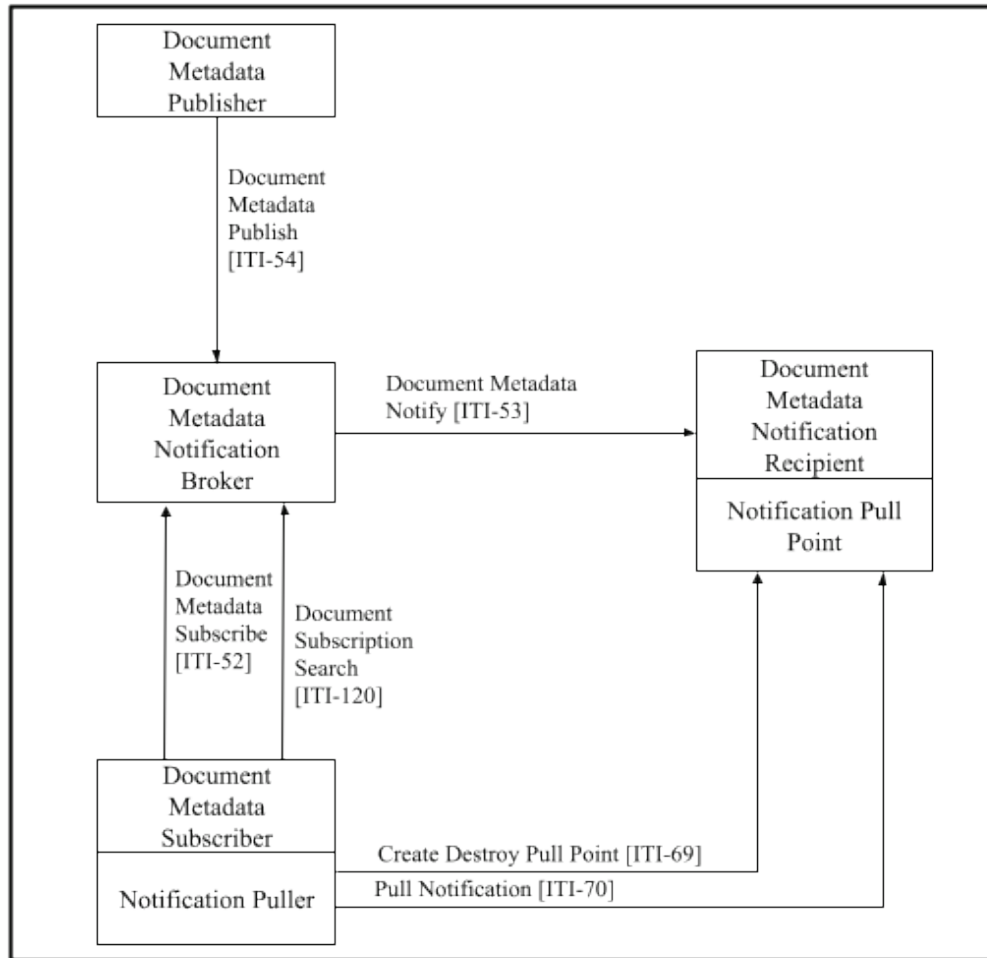 Document
Metadata
Publisher
Document
Metadata
Publish
[ITI-54]
Document
Metadata
Notification
Broker
Document Metadata
Notify [ITI-53]
Document
Metadata
Notification
Recipient
Notification Pull
Point
Document
Metadata
Subscribe
[ITI-52]
Document
Subscription
Search
[ITI-120]
Document
Metadata
Subscriber
Notification Puller
Create Destroy Pull Point [ITI-69]
Pull Notification [ITI-70]